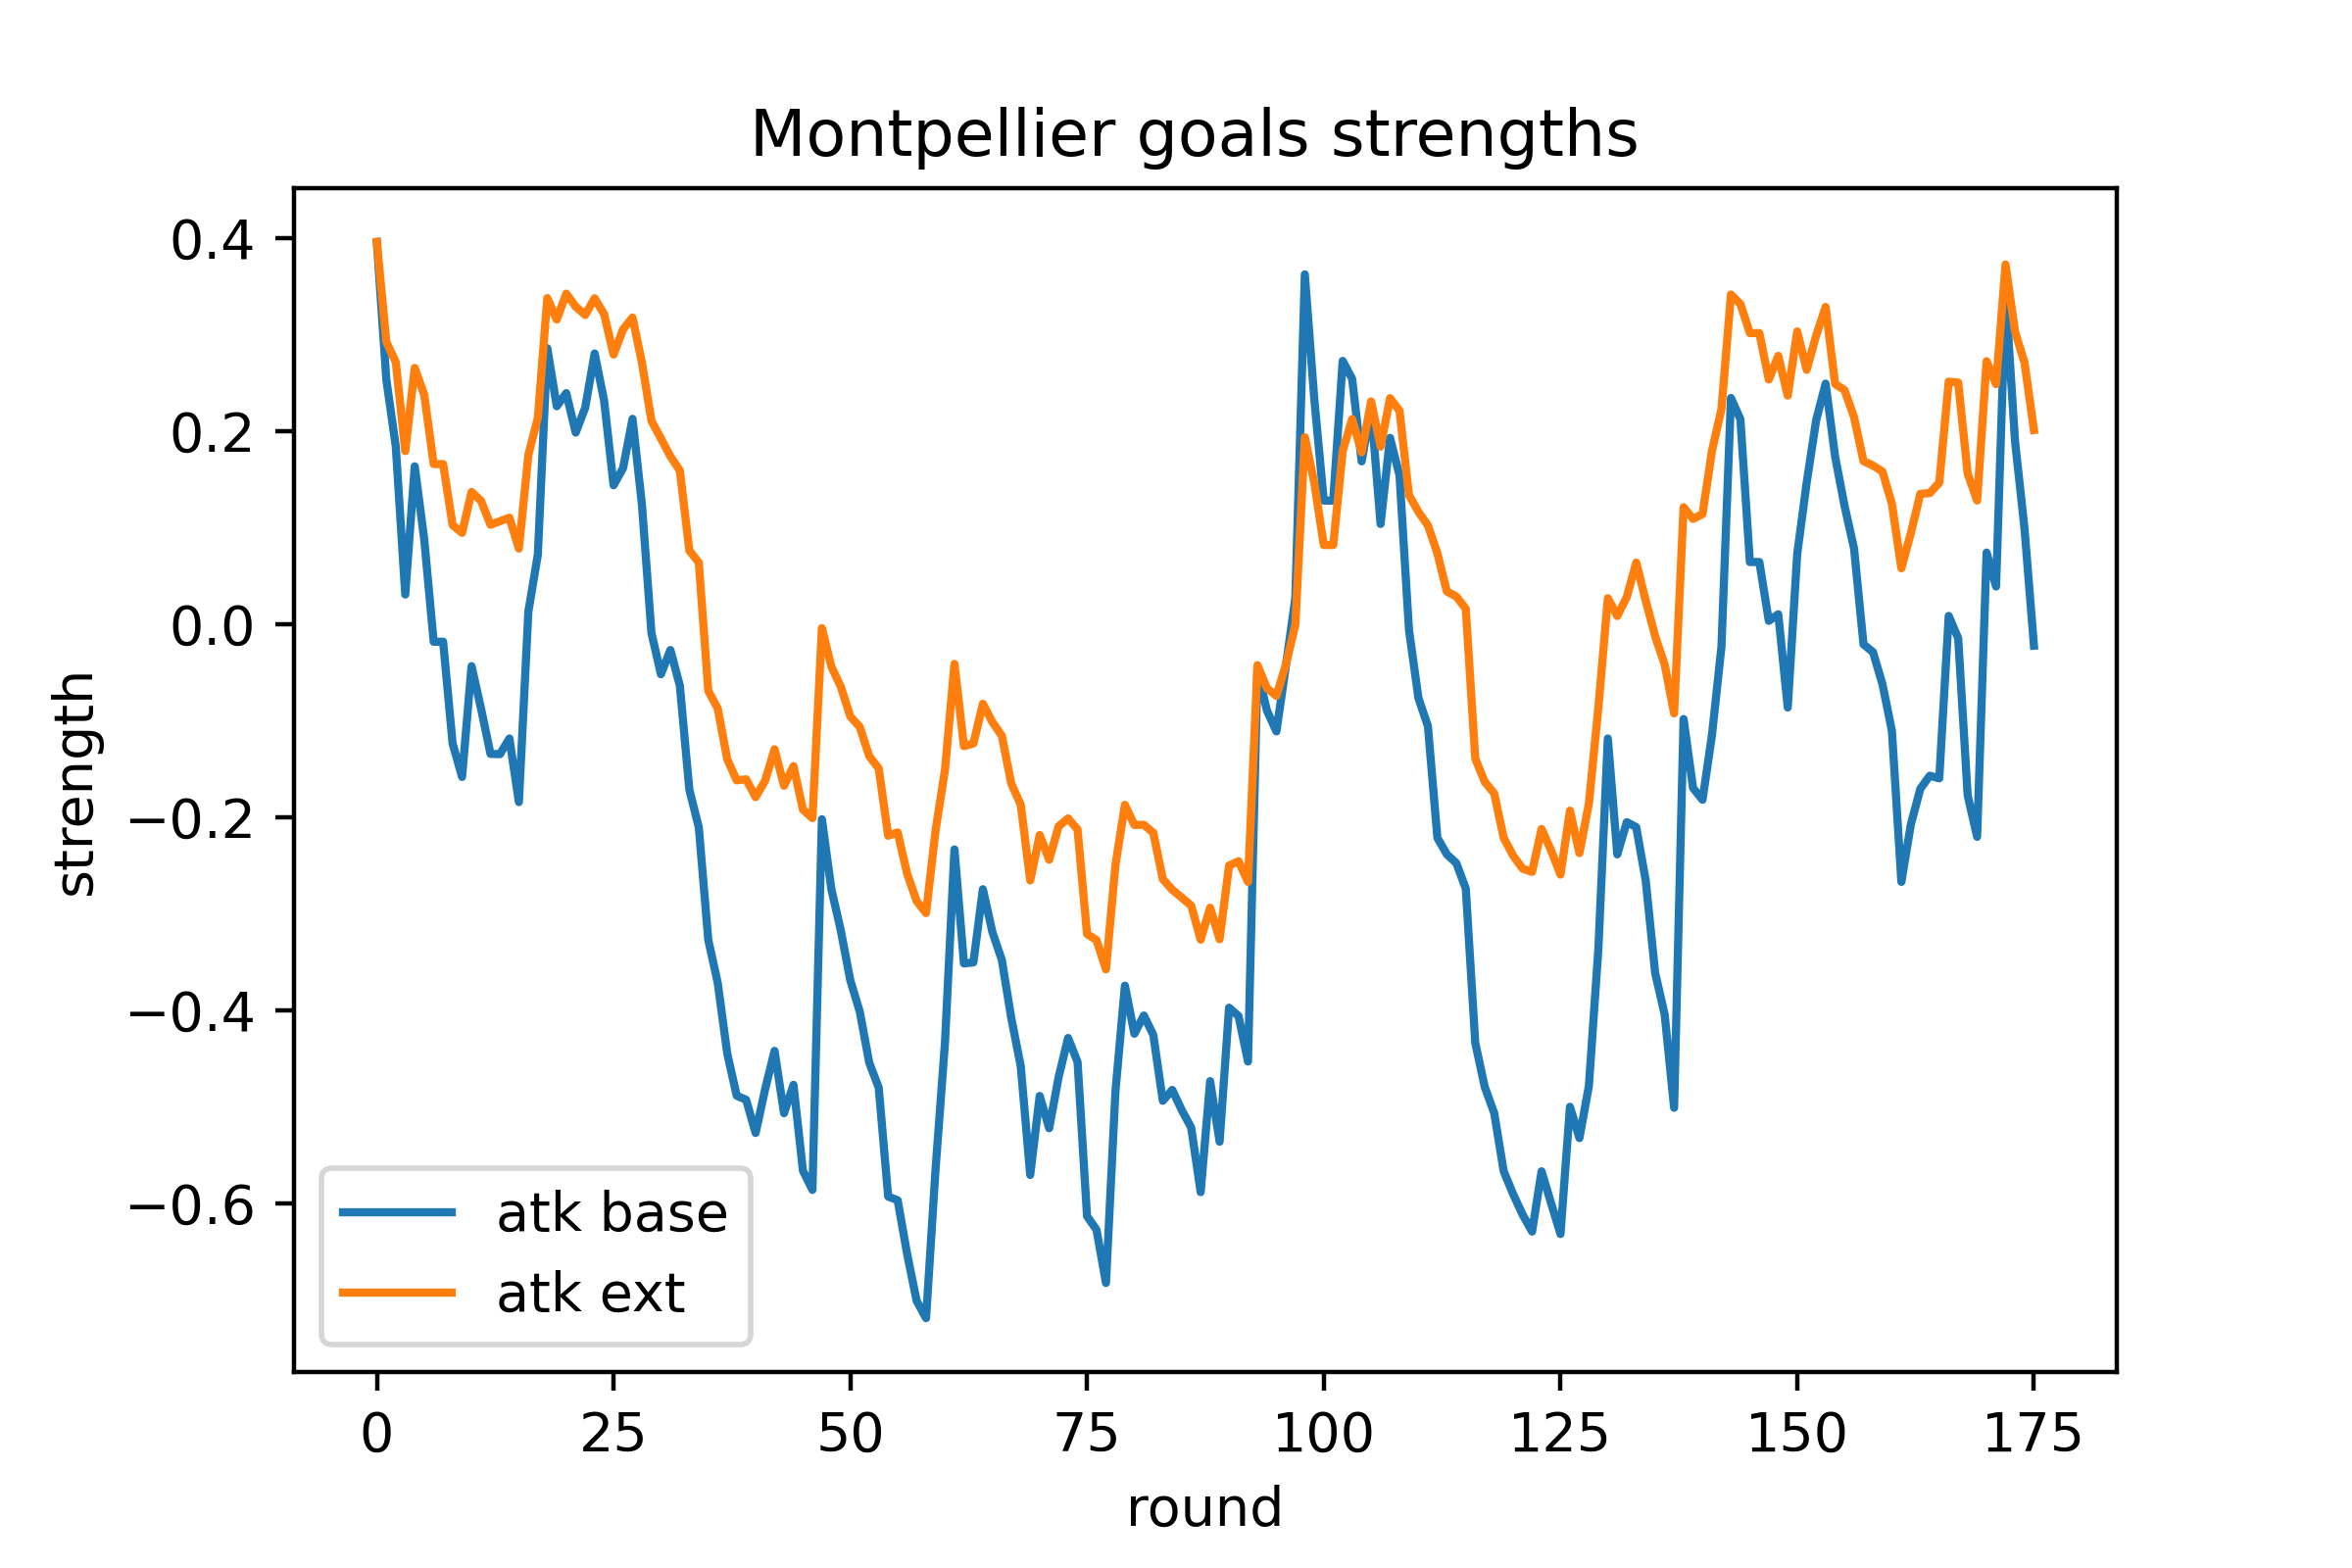 Montpellier goals strengths
strength
0.4
0.2
0.0
−0.2
−0.4
−0.6
atk base
atk ext
0 25 50 75 100 125 150 175
round